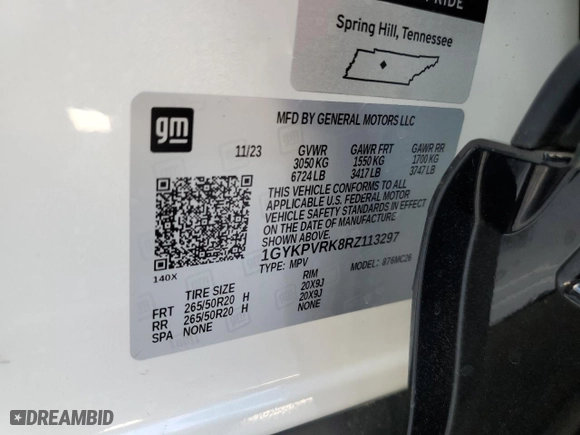 RIDE
Spring Hill, Tennessee
gm
MFD BY GENERAL MOTORS LLC
11/23 GVWR GAWR FRT GAWR RR
3050 KG 1550 KG 1700 KG
6724 LB 3417 LB 3747 LB
THIS VEHICLE CONFORMS TO ALL
APPLICABLE U.S. FEDERAL MOTOR
VEHICLE SAFETY STANDARDS IN EFFECT
ON THE DATE OF MANUFACTURE
1GYKPVRK8RZ113297
TYPE: MPV MODEL: 876MC26
140X
TIRE SIZE RIM
FRT 265/50R20 H 20X9J
RR 265/50R20 H 20X9J
SPA NONE NONE
DREAMBID